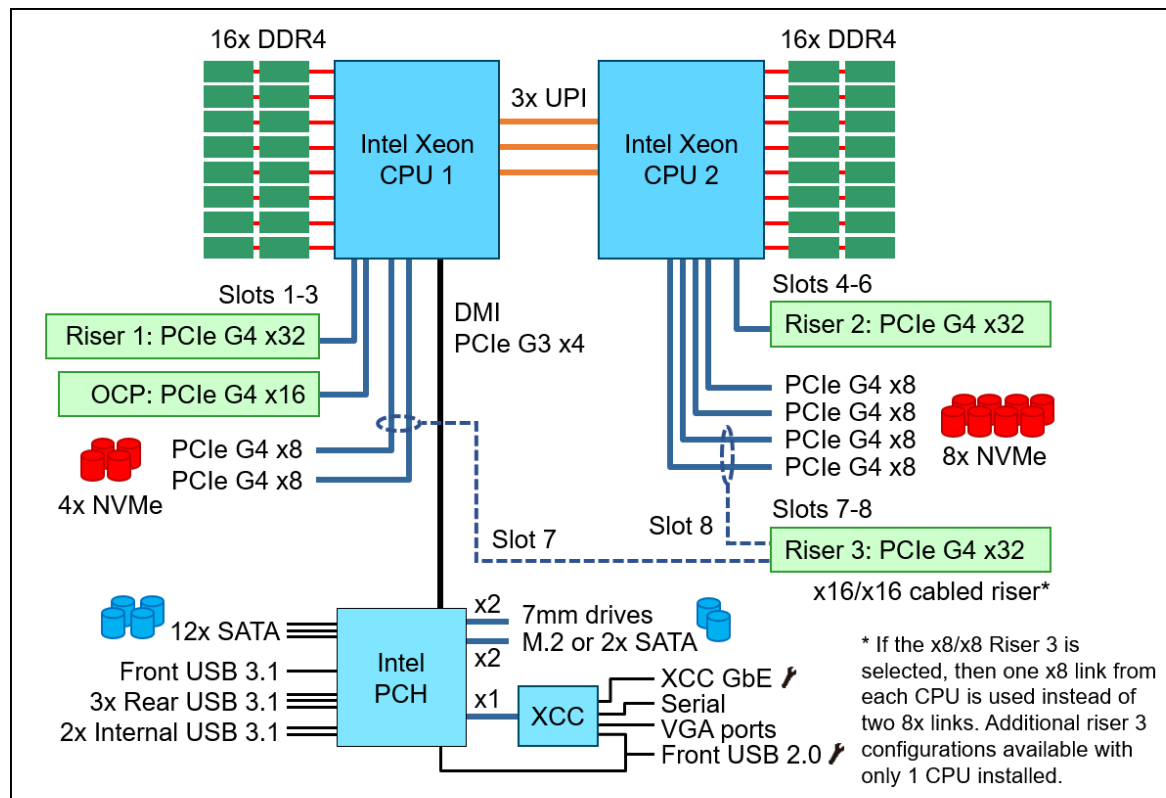 16x DDR4
16x DDR4
3x UPI
Intel Xeon
CPU 1
Intel Xeon
CPU 2
Slots 1-3
Riser 1: PCIe G4 x32
OCP: PCIe G4 x16
PCIe G4 x8
PCIe G4 x8
4x NVMe
DMI
PCIe G3 x4
Slots 4-6
Riser 2: PCIe G4 x32
PCIe G4 x8
PCIe G4 x8
PCIe G4 x8
PCIe G4 x8
8x NVMe
Slot 7
Slot 8
Slots 7-8
Riser 3: PCIe G4 x32
x16/x16 cabled riser*
12x SATA
Front USB 3.1
3x Rear USB 3.1
2x Internal USB 3.1
Intel
PCH
x2
7mm drives
M.2 or 2x SATA
x2
x1
XCC
XCC GbE
Serial
VGA ports
Front USB 2.0
* If the x8/x8 Riser 3 is
selected, then one x8 link from
each CPU is used instead of
two 8x links. Additional riser 3
configurations available with
only 1 CPU installed.